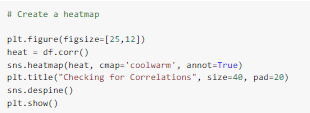 # Create a heatmap
plt.figure(figsize=[25,12])
heat = df.corr()
sns.heatmap(heat, cmap='coolwarm', annot=True)
plt.title("Checking for Correlations", size=40, pad=20)
sns.despine()
plt.show()